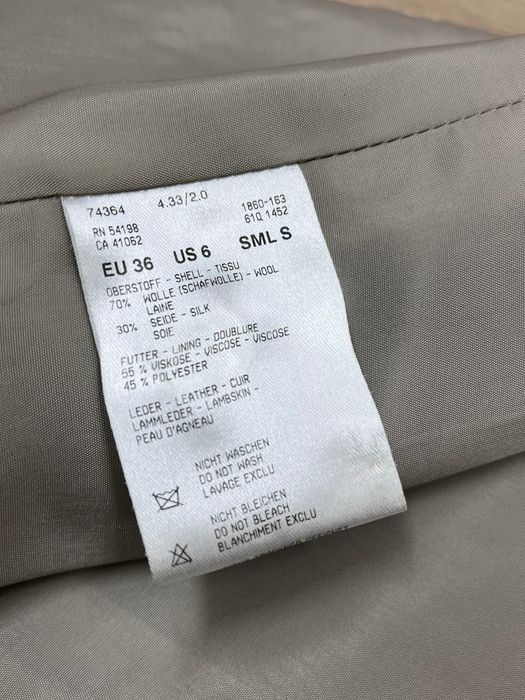 74364 4.33/2.0 1860-163
RN 54198 61Q 1452
CA 41062
EU 36 US 6 SML S
OBERSTOFF - SHELL - TISSU
70% WOLLE (SCHAFWOLLE) - WOOL
LAINE
30% SEIDE - SILK
SOIE
FUTTER - LINING - DOUBLURE
55 % VISKOSE - VISCOSE - VISCOSE
45 % POLYESTER
LEDER - LEATHER - CUIR
LAMMLEDER - LAMBSKIN -
PEAU D'AGNEAU
NICHT WASCHEN
DO NOT WASH
LAVAGE EXCLU
NICHT BLEICHEN
DO NOT BLEACH
BLANCHIMENT EXCLU